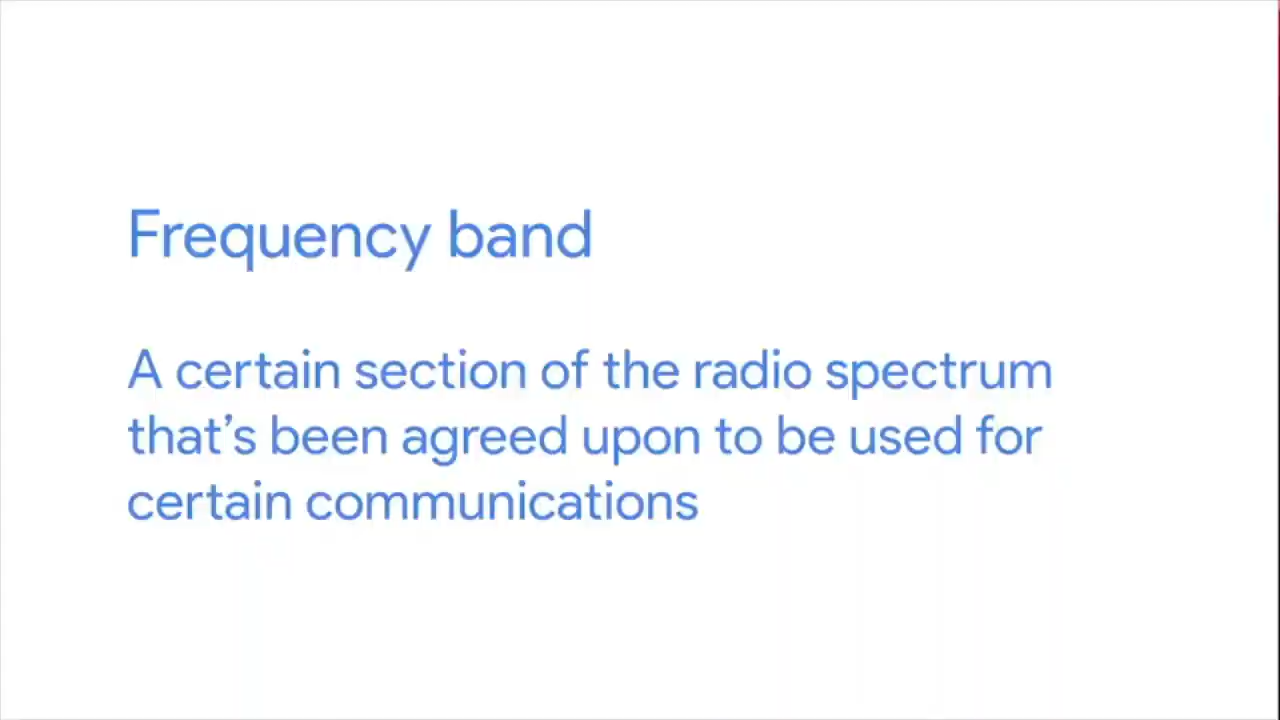 Frequency band
A certain section of the radio spectrum
that’s been agreed upon to be used for
certain communications